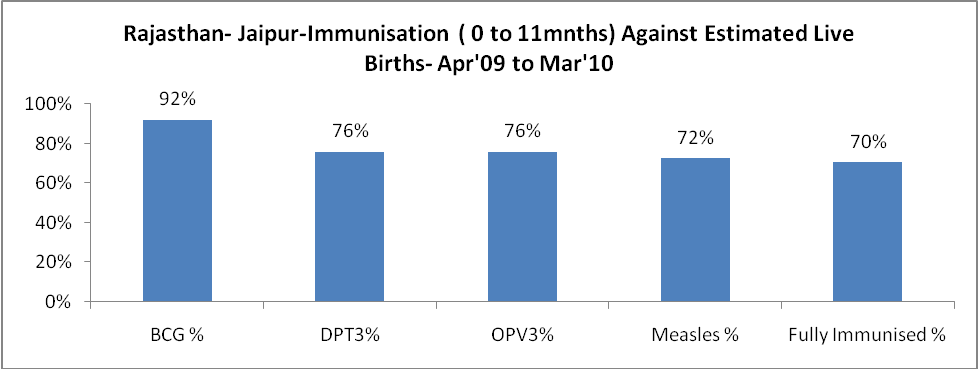 Rajasthan- Jaipur-Immunisation ( 0 to 11mnths) Against Estimated Live
Births- Apr'09 to Mar'10
100%
80%
60%
40%
20%
0%
92%
76%
76%
72%
70%
BCG %
DPT3%
OPV3%
Measles %
Fully Immunised %